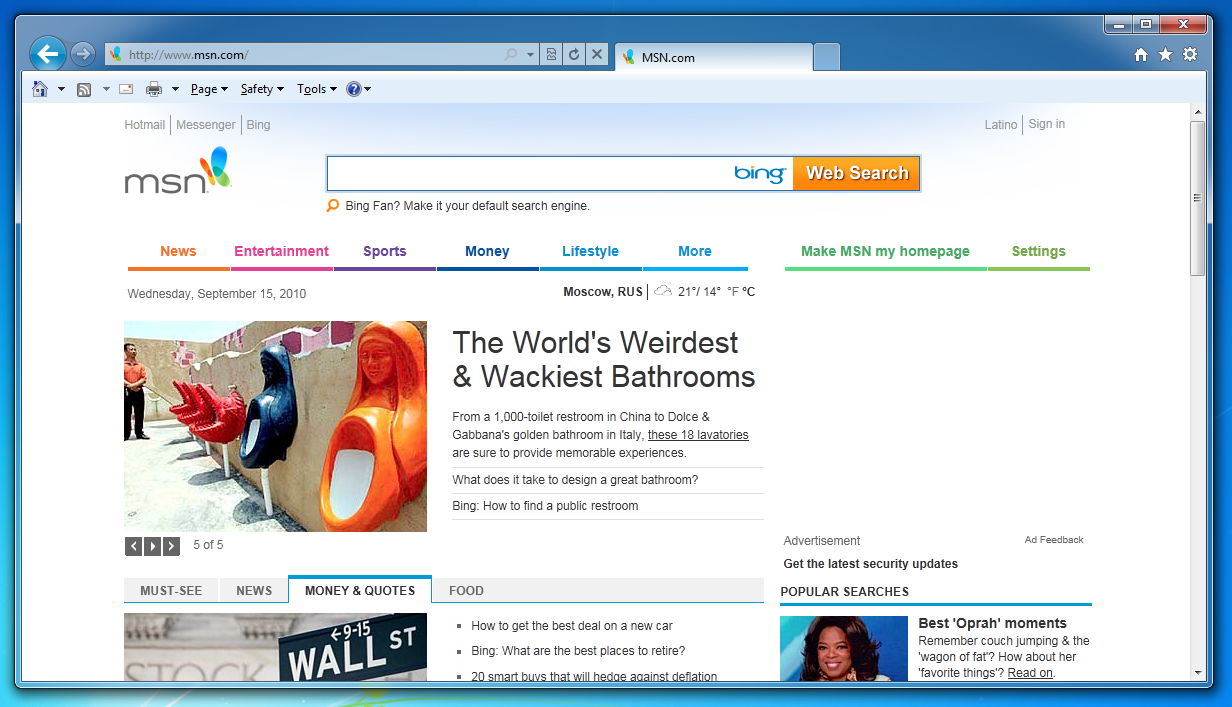 http://www.msn.com/
MSN.com
Page
Safety
Tools
Hotmail
Messenger
Bing
Latino
Sign in
msn
bing
Web Search
Bing Fan? Make it your default search engine.
News
Entertainment
Sports
Money
Lifestyle
More
Make MSN my homepage
Settings
Wednesday, September 15, 2010
Moscow, RUS
21°/ 14° °F °C
The World's Weirdest
& Wackiest Bathrooms
From a 1,000-toilet restroom in China to Dolce &
Gabbana's golden bathroom in Italy, these 18 lavatories
are sure to provide memorable experiences.
What does it take to design a great bathroom?
Bing: How to find a public restroom
5 of 5
Advertisement
Ad Feedback
Get the latest security updates
MUST-SEE
NEWS
MONEY & QUOTES
FOOD
STOCK
9-15
WALL ST
How to get the best deal on a new car
Bing: What are the best places to retire?
20 smart buys that will hedge against deflation
POPULAR SEARCHES
Best 'Oprah' moments
Remember couch jumping & the
'wagon of fat'? How about her
'favorite things'? Read on.